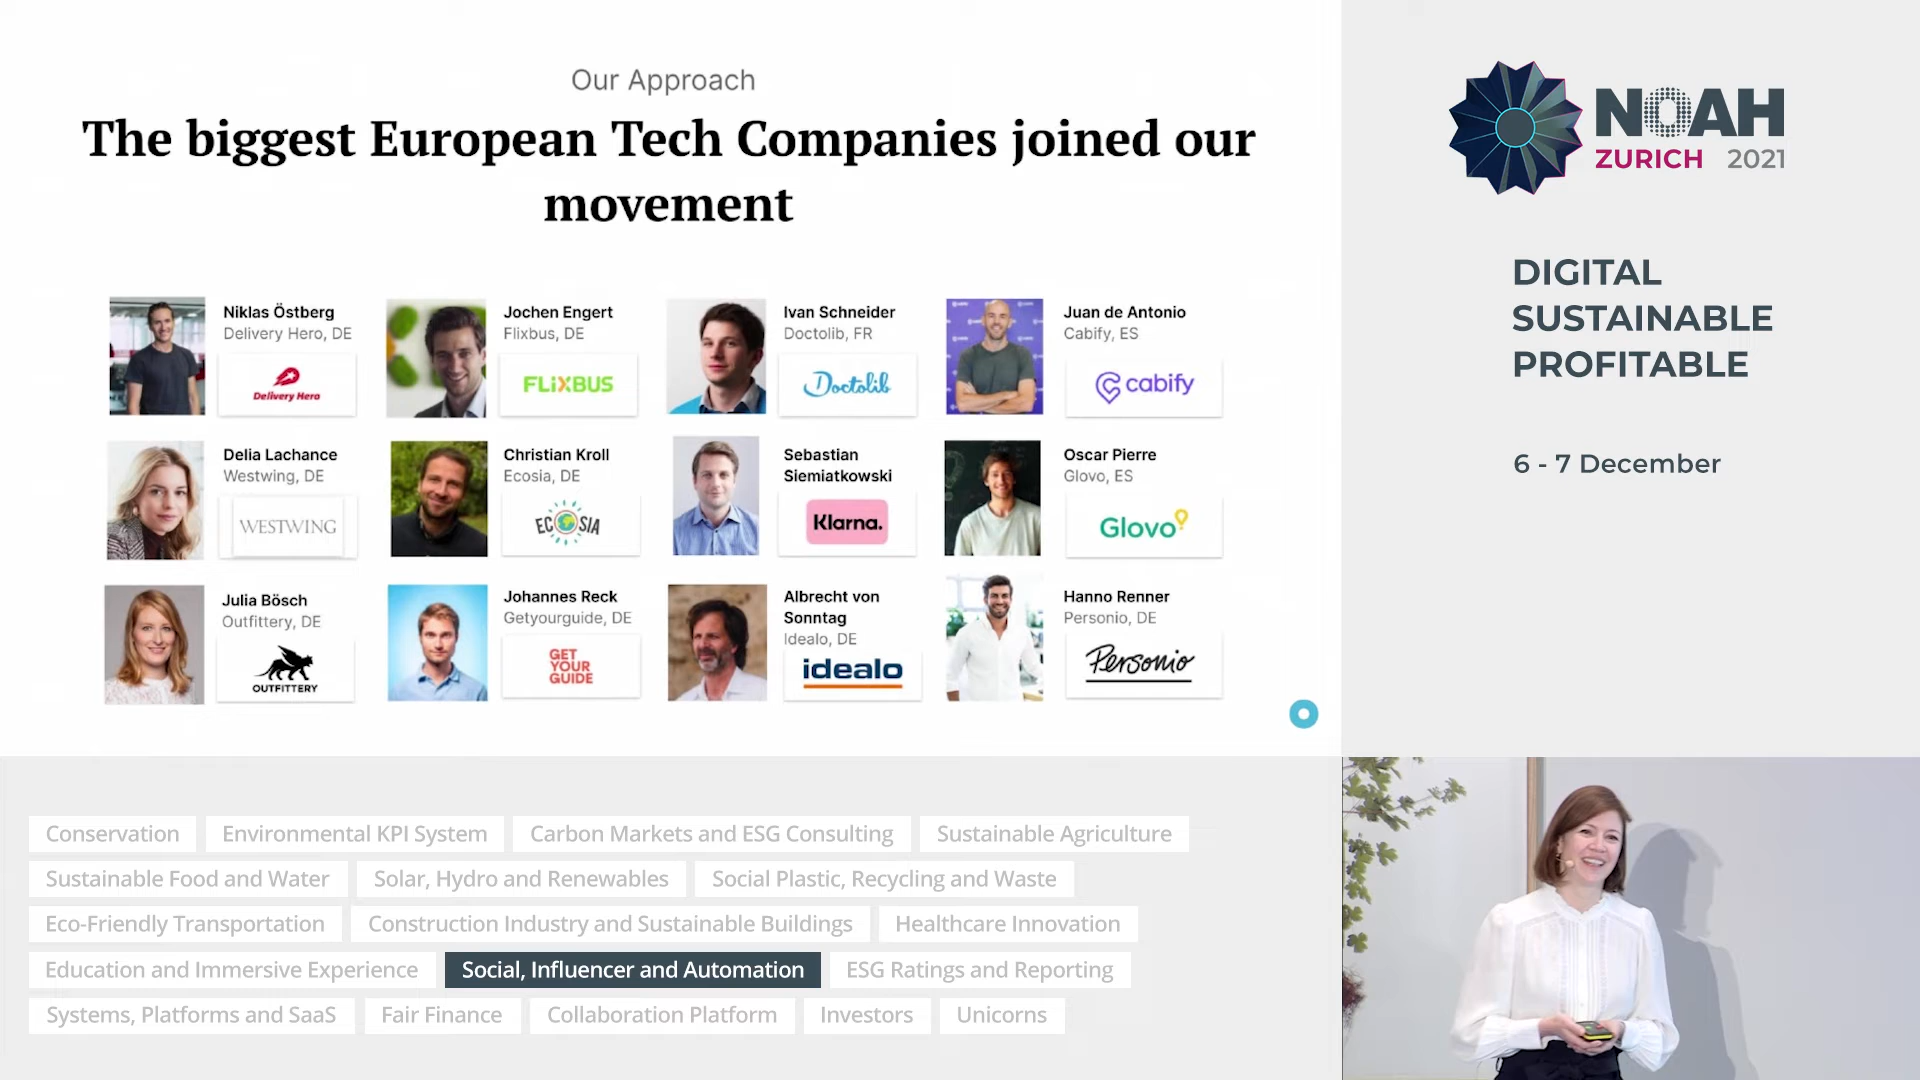 Our Approach
The biggest European Tech Companies joined our
movement
Niklas Östberg
Delivery Hero, DE
Delivery Hero
Jochen Engert
Flixbus, DE
FLiXBUS
Ivan Schneider
Doctolib, FR
Doctolib
Juan de Antonio
Cabify, ES
cabify
Delia Lachance
Westwing, DE
WESTWING
Christian Kroll
Ecosia, DE
ECOSIA
Sebastian
Siemiatkowski
Klarna.
Oscar Pierre
Glovo, ES
Glovo
Julia Bösch
Outfittery, DE
OUTFITTERY
Johannes Reck
Getyourguide, DE
GET
YOUR
GUIDE
Albrecht von
Sonntag
Idealo, DE
idealo
Hanno Renner
Personio, DE
Personio
NOAH
ZURICH 2021
DIGITAL
SUSTAINABLE
PROFITABLE
6 - 7 December
Conservation
Environmental KPI System
Carbon Markets and ESG Consulting
Sustainable Agriculture
Sustainable Food and Water
Solar, Hydro and Renewables
Social Plastic, Recycling and Waste
Eco-Friendly Transportation
Construction Industry and Sustainable Buildings
Healthcare Innovation
Education and Immersive Experience
Social, Influencer and Automation
ESG Ratings and Reporting
Systems, Platforms and SaaS
Fair Finance
Collaboration Platform
Investors
Unicorns